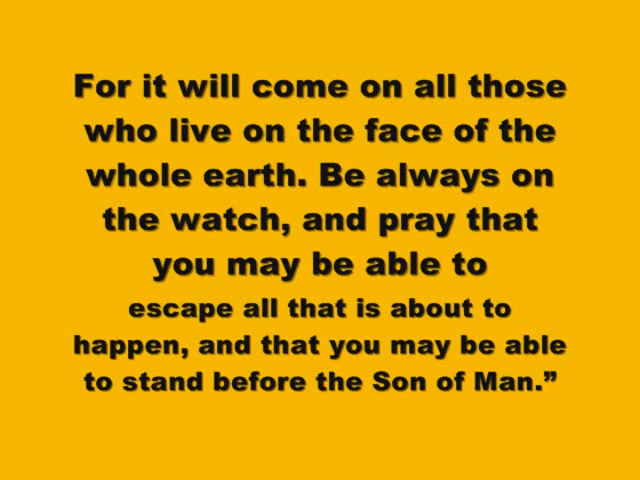 For it will come on all those
who live on the face of the
whole earth. Be always on
the watch, and pray that
you may be able to
escape all that is about to
happen, and that you may be able
to stand before the Son of Man.”